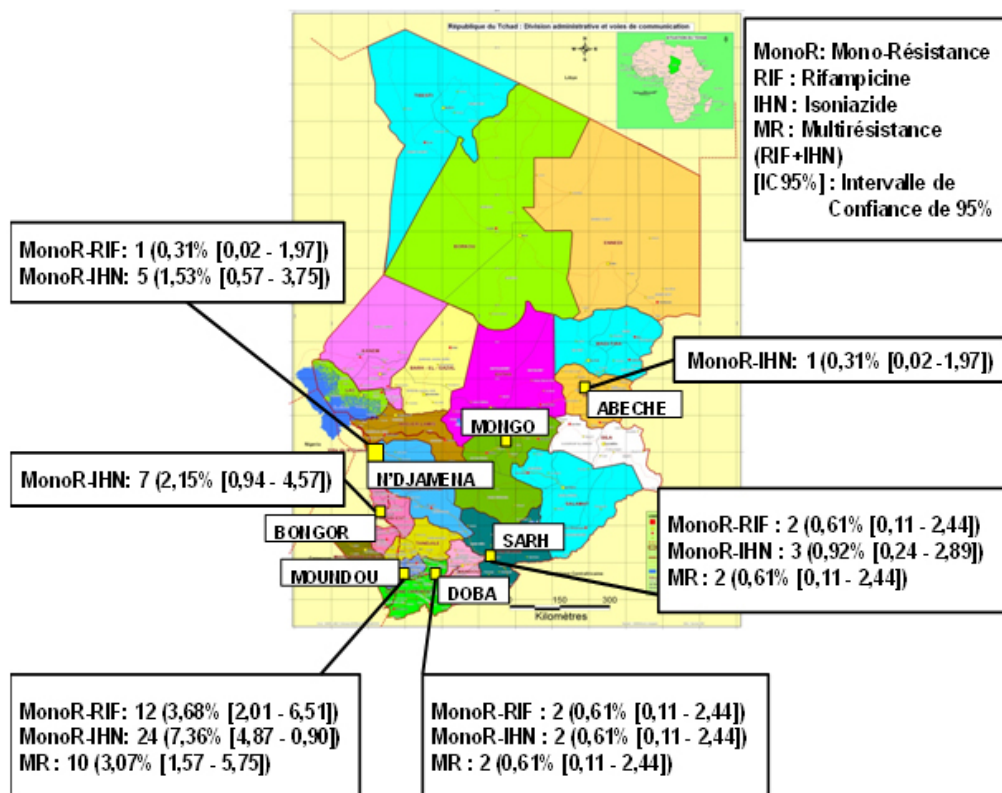 République du Tchad : Division administrative et voies de communication
MonoR: Mono-Résistance
RIF : Rifampicine
IHN : Isoniazide
MR : Multirésistance
(RIF+IHN)
[IC95%] : Intervalle de
Confiance de 95%
MonoR-RIF: 1 (0,31% [0,02 - 1,97])
MonoR-IHN: 5 (1,53% [0,57 - 3,75])
MonoR-IHN: 1 (0,31% [0,02 -1,97])
ABECHE
MONGO
N'DJAMENA
MonoR-IHN: 7 (2,15% [0,94 - 4,57])
BONGOR
SARH
MOUNDOU
DOBA
MonoR-RIF : 2 (0,61% [0,11 - 2,44])
MonoR-IHN : 3 (0,92% [0,24 - 2,89])
MR : 2 (0,61% [0,11 - 2,44])
150 300
Kilomètres
MonoR-RIF: 12 (3,68% [2,01 - 6,51])
MonoR-IHN: 24 (7,36% [4,87 - 0,90])
MR : 10 (3,07% [1,57 - 5,75])
MonoR-RIF : 2 (0,61% [0,11 - 2,44])
MonoR-IHN : 2 (0,61% [0,11 - 2,44])
MR : 2 (0,61% [0,11 - 2,44])